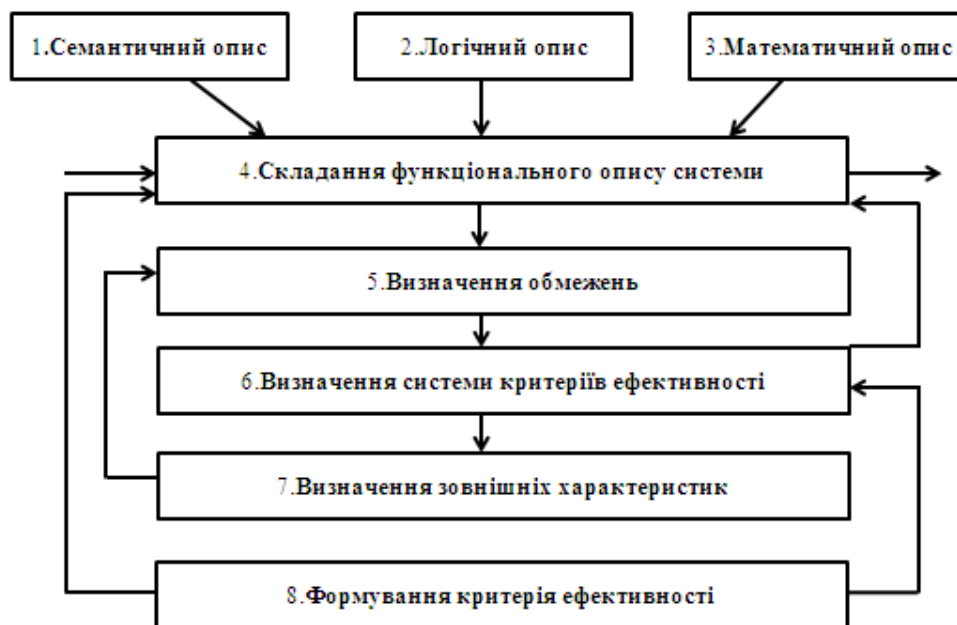 1.Семантичний опис
2.Логічний опис
3.Математичний опис
4.Складання функціонального опису системи
5.Визначення обмежень
6.Визначення системи критеріїв ефективності
7.Визначення зовнішніх характеристик
8.Формування критерія ефективності